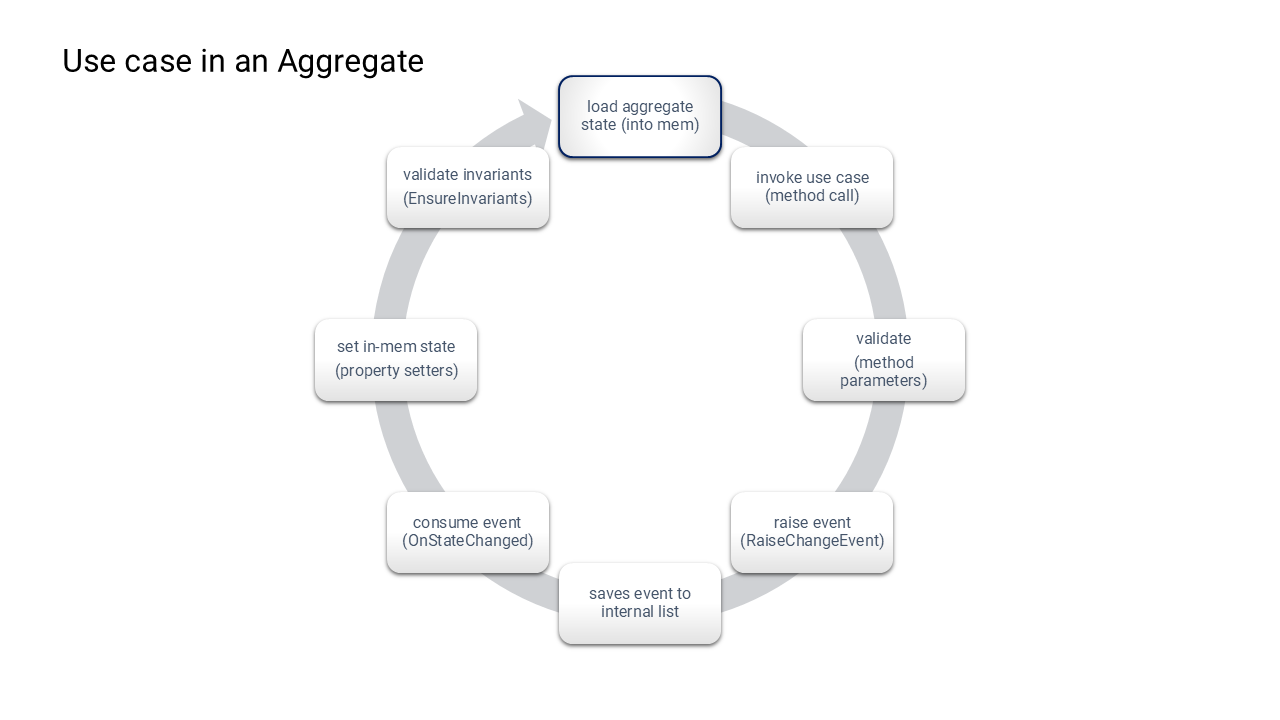 Use case in an Aggregate
load aggregate
state (into mem)
invoke use case
(method call)
validate
(method
parameters)
raise event
(RaiseChangeEvent)
saves event to
internal list
consume event
(OnStateChanged)
set in-mem state
(property setters)
validate invariants
(EnsureInvariants)